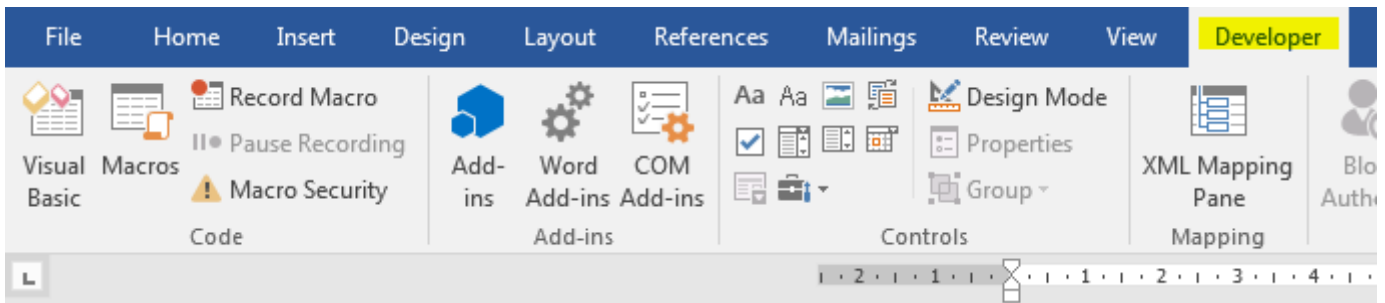 File Home Insert Design Layout References Mailings Review View Developer
Visual Basic
Macros
Record Macro
Pause Recording
Macro Security
Code
Add-ins
Word Add-ins
COM Add-ins
Add-ins
Aa Aa
Design Mode
Properties
Group
Controls
XML Mapping Pane
Mapping
Blo
Auth
L
2 1 1 2 3 4